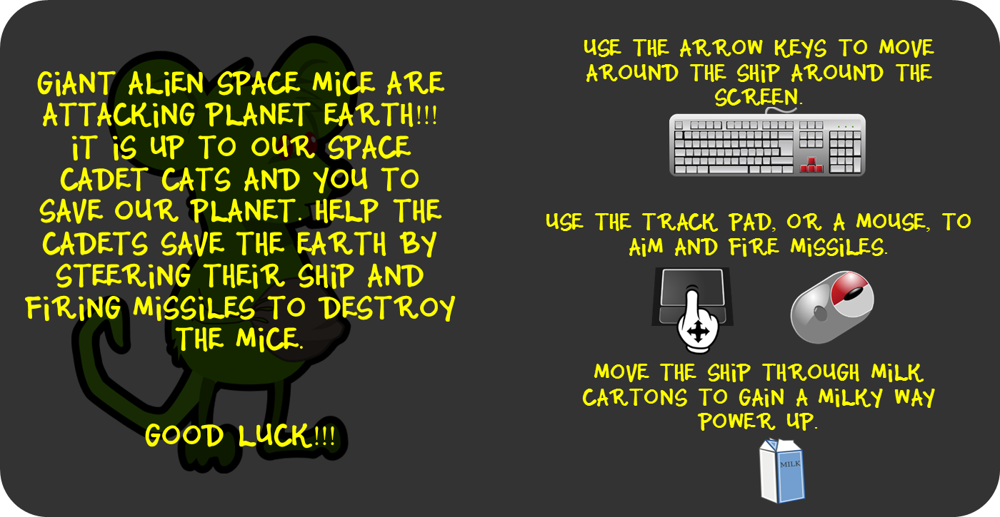 GIANT ALIEN SPACE MICE ARE
ATTACKING PLANET EARTH!!!
IT IS UP TO OUR SPACE
CADET CATS AND YOU TO
SAVE OUR PLANET. HELP THE
CADETS SAVE THE EARTH BY
STEERING THEIR SHIP AND
FIRING MISSILES TO DESTROY
THE MICE.
GOOD LUCK!!!
USE THE ARROW KEYS TO MOVE
AROUND THE SHIP AROUND THE
SCREEN.
USE THE TRACK PAD, OR A MOUSE, TO
AIM AND FIRE MISSILES.
MOVE THE SHIP THROUGH MILK
CARTONS TO GAIN A MILKY WAY
POWER UP.
MILK